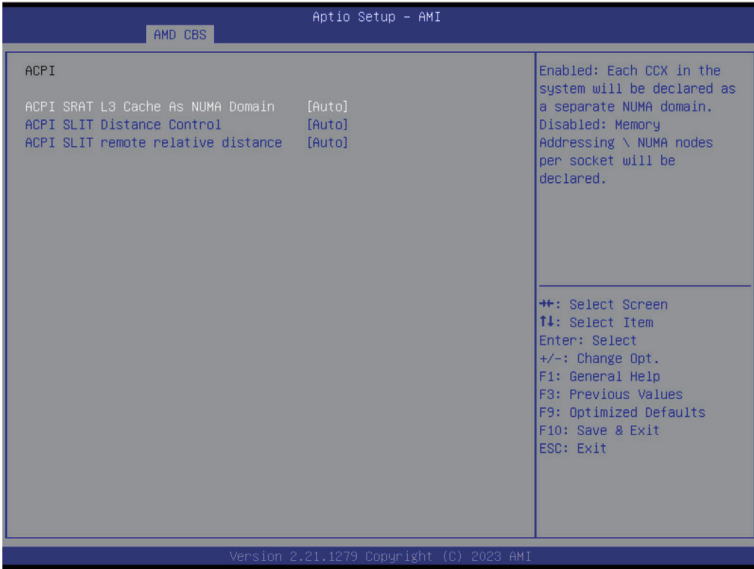 Aptio Setup - AMI
AMD CBS
ACPI
ACPI SRAT L3 Cache As NUMA Domain [Auto]
ACPI SLIT Distance Control [Auto]
ACPI SLIT remote relative distance [Auto]
Enabled: Each CCX in the
system will be declared as
a separate NUMA domain.
Disabled: Memory
Addressing \ NUMA nodes
per socket will be
declared.
→←: Select Screen
↑↓: Select Item
Enter: Select
+/-: Change Opt.
F1: General Help
F3: Previous Values
F9: Optimized Defaults
F10: Save & Exit
ESC: Exit
Version 2.21.1279 Copyright (C) 2023 AMI